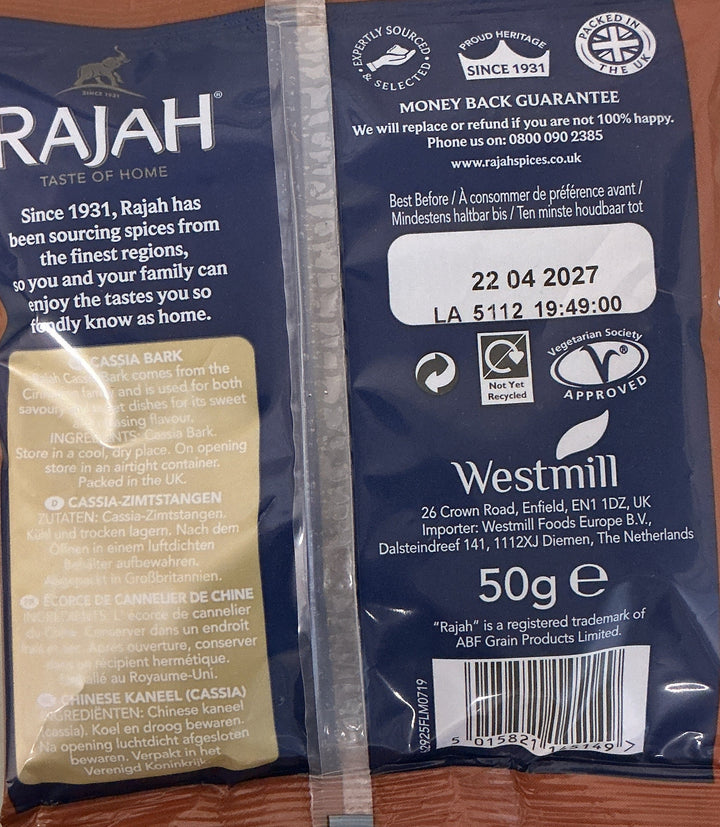 SINCE 1931
RAJAH®
TASTE OF HOME
Since 1931, Rajah has
been sourcing spices from
the finest regions,
so you and your family can
enjoy the tastes you so
fondly know as home.
CASSIA BARK
Rajah Cassia Bark comes from the
family and is used for both
savoury sweet dishes for its sweet
flavour.
INGREDIENTS: Cassia Bark.
Store in a cool, dry place. On opening
store in an airtight container.
Packed in the UK.
D CASSIA-ZIMTSTANGEN
ZUTATEN: Cassia-Zimtstangen.
Kühl und trocken lagern. Nach dem
Öffnen in einem luftdichten
Behälter aufbewahren.
Abgepackt in Großbritannien.
ÉCORCE DE CANNELIER DE CHINE
INGRÉDIENTS: L'écorce de cannelier
de Chine. Conserver dans un endroit
frais et sec. Après ouverture, conserver
dans un récipient hermétique.
Emballé au Royaume-Uni.
CHINESE KANEEL (CASSIA)
INGREDIËNTEN: Chinese kaneel
(cassia). Koel en droog bewaren.
Na opening luchtdicht afgesloten
bewaren. Verpakt in het
Verenigd Koninkrijk
EXPERTLY SOURCED
& SELECTED
PROUD HERITAGE
SINCE 1931
PACKED IN
THE UK
MONEY BACK GUARANTEE
We will replace or refund if you are not 100% happy.
Phone us on: 0800 090 2385
www.rajahspices.co.uk
Best Before / À consommer de préférence avant /
Mindestens haltbar bis / Ten minste houdbaar tot
22 04 2027
LA 5112 19:49:00
Not Yet
Recycled
Vegetarian Society
APPROVED
Westmill
26 Crown Road, Enfield, EN1 1DZ, UK
Importer: Westmill Foods Europe B.V.,
Dalsteindreef 141, 1112XJ Diemen, The Netherlands
50g e
"Rajah" is a registered trademark of
ABF Grain Products Limited.
2925FLM0719